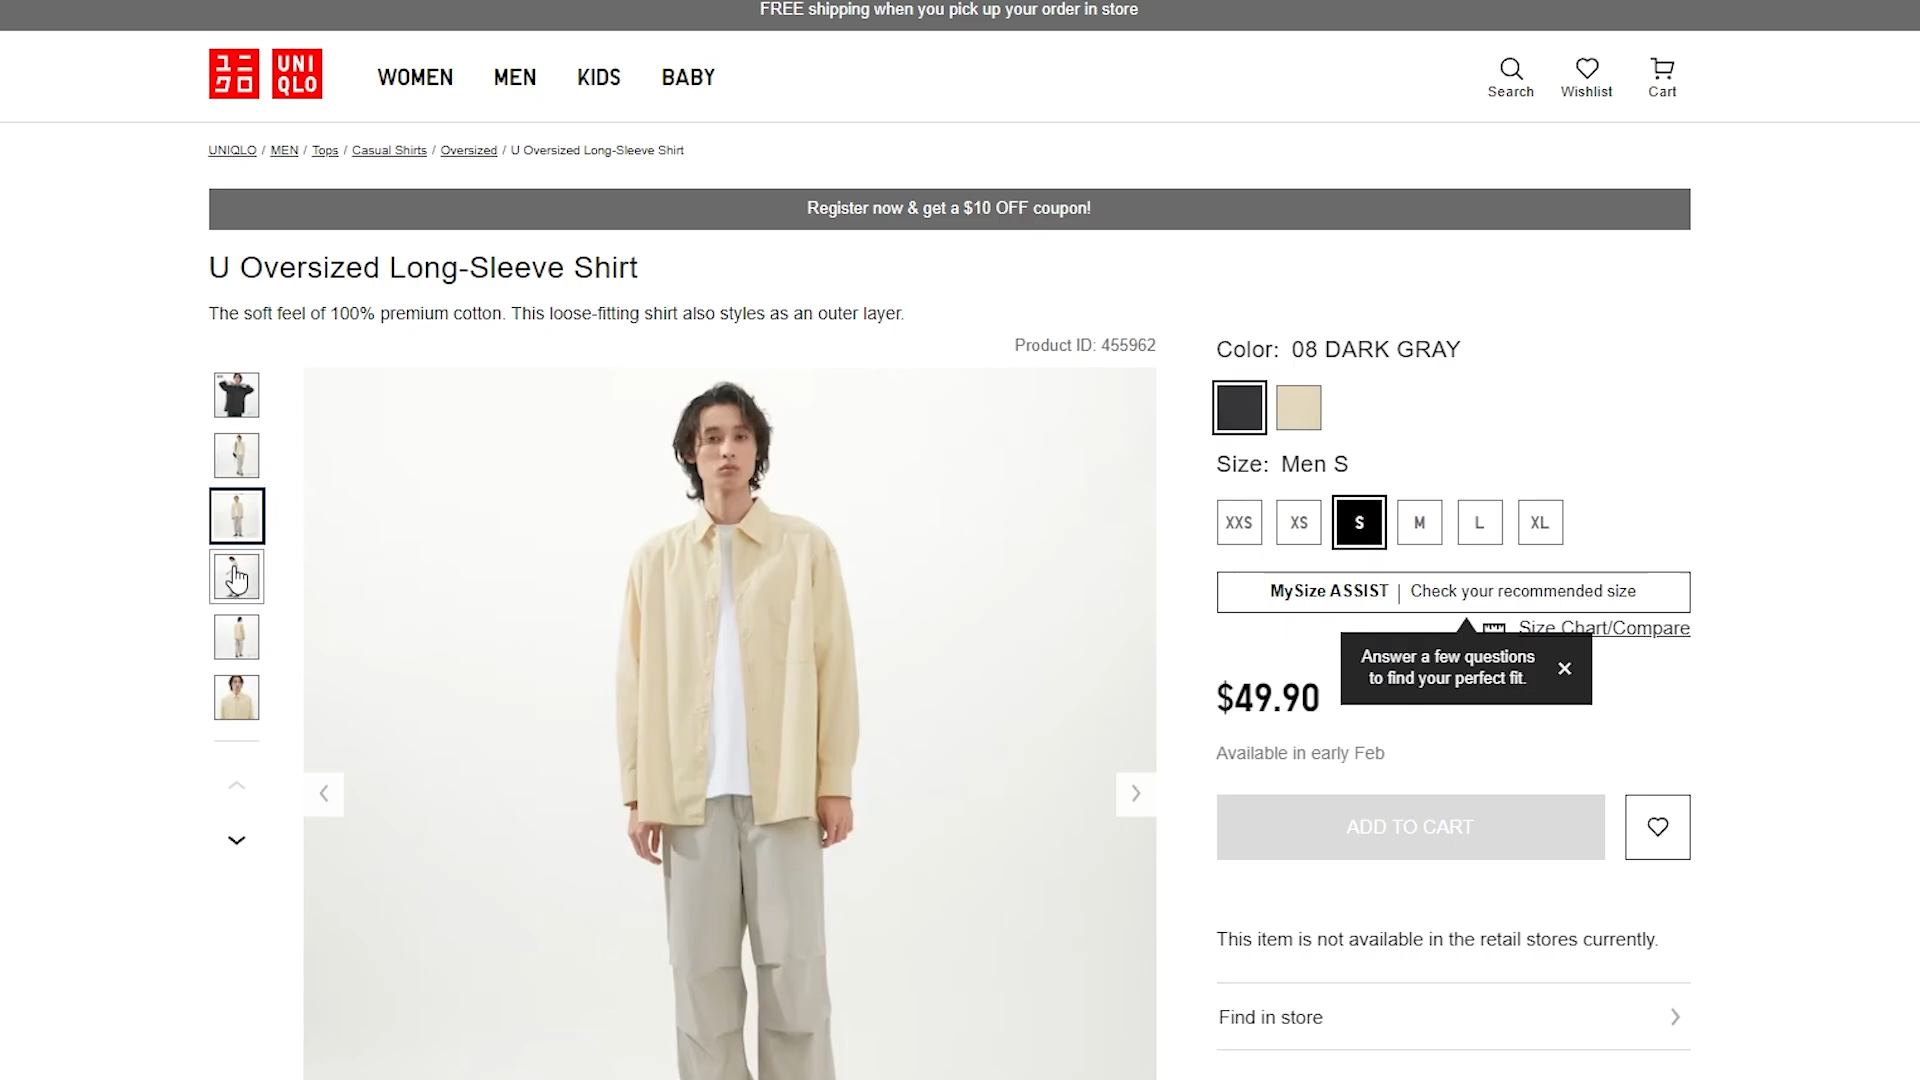 FREE shipping when you pick up your order in store
ユニ
クロ
UNI
QLO
WOMEN MEN KIDS BABY
Search Wishlist Cart
UNIQLO / MEN / Tops / Casual Shirts / Oversized / U Oversized Long-Sleeve Shirt
Register now & get a $10 OFF coupon!
U Oversized Long-Sleeve Shirt
The soft feel of 100% premium cotton. This loose-fitting shirt also styles as an outer layer.
Product ID: 455962
Color: 08 DARK GRAY
Size: Men S
XXS XS S M L XL
MySize ASSIST | Check your recommended size
Size Chart/Compare
Answer a few questions
to find your perfect fit.
$49.90
Available in early Feb
ADD TO CART
This item is not available in the retail stores currently.
Find in store